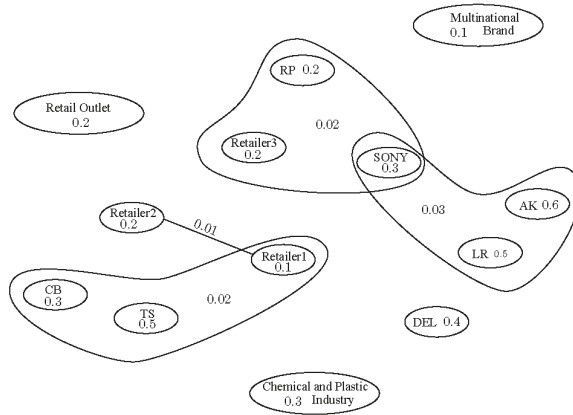 Multinational
0.1 Brand
RP 0.2
Retail Outlet
0.2
0.02
Retailer3
0.2
SONY
0.3
AK 0.6
0.03
Retailer2
0.2
0.01
LR 0.5
Retailer1
0.1
CB
0.3
0.02
TS
0.5
DEL 0.4
Chemical and Plastic
0.3 Industry